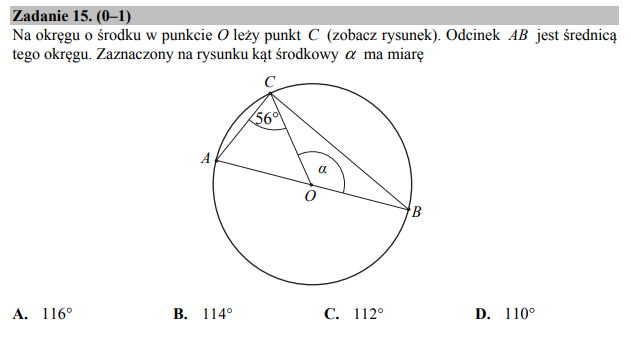 Zadanie 15. (0–1)
Na okręgu o środku w punkcie O leży punkt C (zobacz rysunek). Odcinek AB jest średnicą
tego okręgu. Zaznaczony na rysunku kąt środkowy α ma miarę
C
56°
A
α
O
B
A. 116° B. 114° C. 112° D. 110°